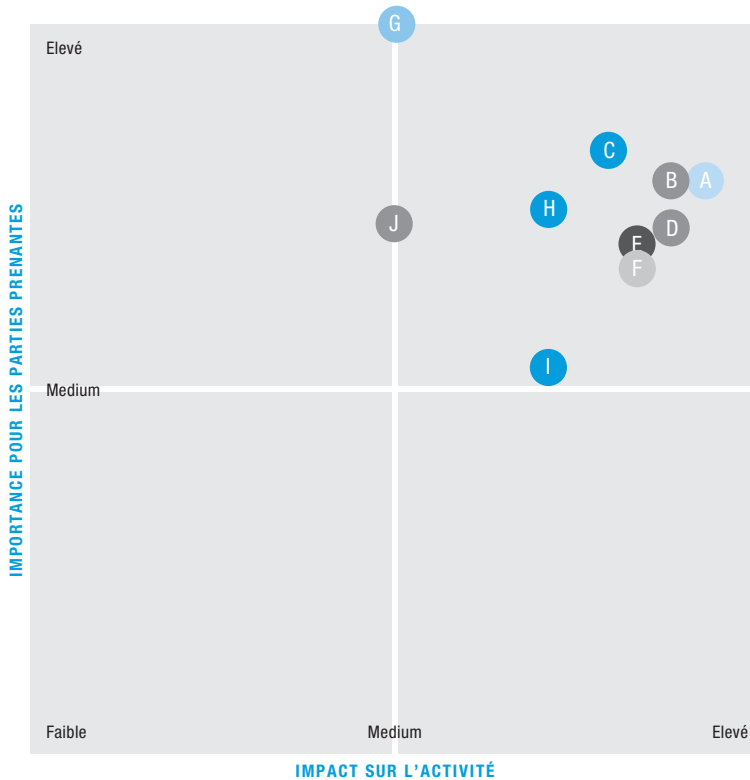 G
Elevé
C
B
A
H
J
D
E
F
I
Medium
IMPORTANCE POUR LES PARTIES PRENANTES
Faible
Medium
Elevé
IMPACT SUR L'ACTIVITÉ